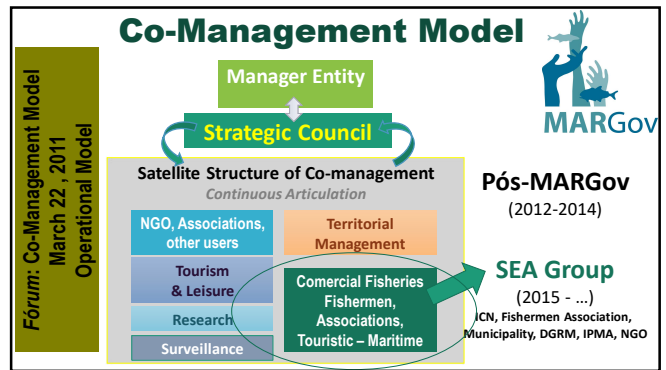 Co-Management Model
Fórum: Co-Management Model
March 22 , 2011
Operational Model
Manager Entity
Strategic Council
Satellite Structure of Co-management
Continuous Articulation
NGO, Associations,
other users
Territorial
Management
Tourism
& Leisure
Research
Surveillance
Comercial Fisheries
Fishermen,
Associations,
Touristic – Maritime
MARGov
Pós-MARGov
(2012-2014)
SEA Group
(2015 - ...)
ICN, Fishermen Association,
Municipality, DGRM, IPMA, NGO